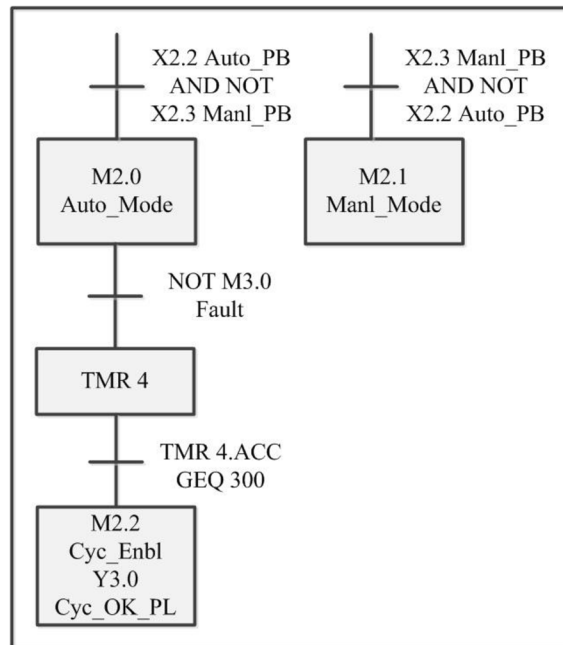 X2.2 Auto_PB
AND NOT
X2.3 Manl_PB
X2.3 Manl_PB
AND NOT
X2.2 Auto_PB
M2.0
Auto_Mode
M2.1
Manl_Mode
NOT M3.0
Fault
TMR 4
TMR 4.ACC
GEQ 300
M2.2
Cyc_Enbl
Y3.0
Cyc_OK_PL